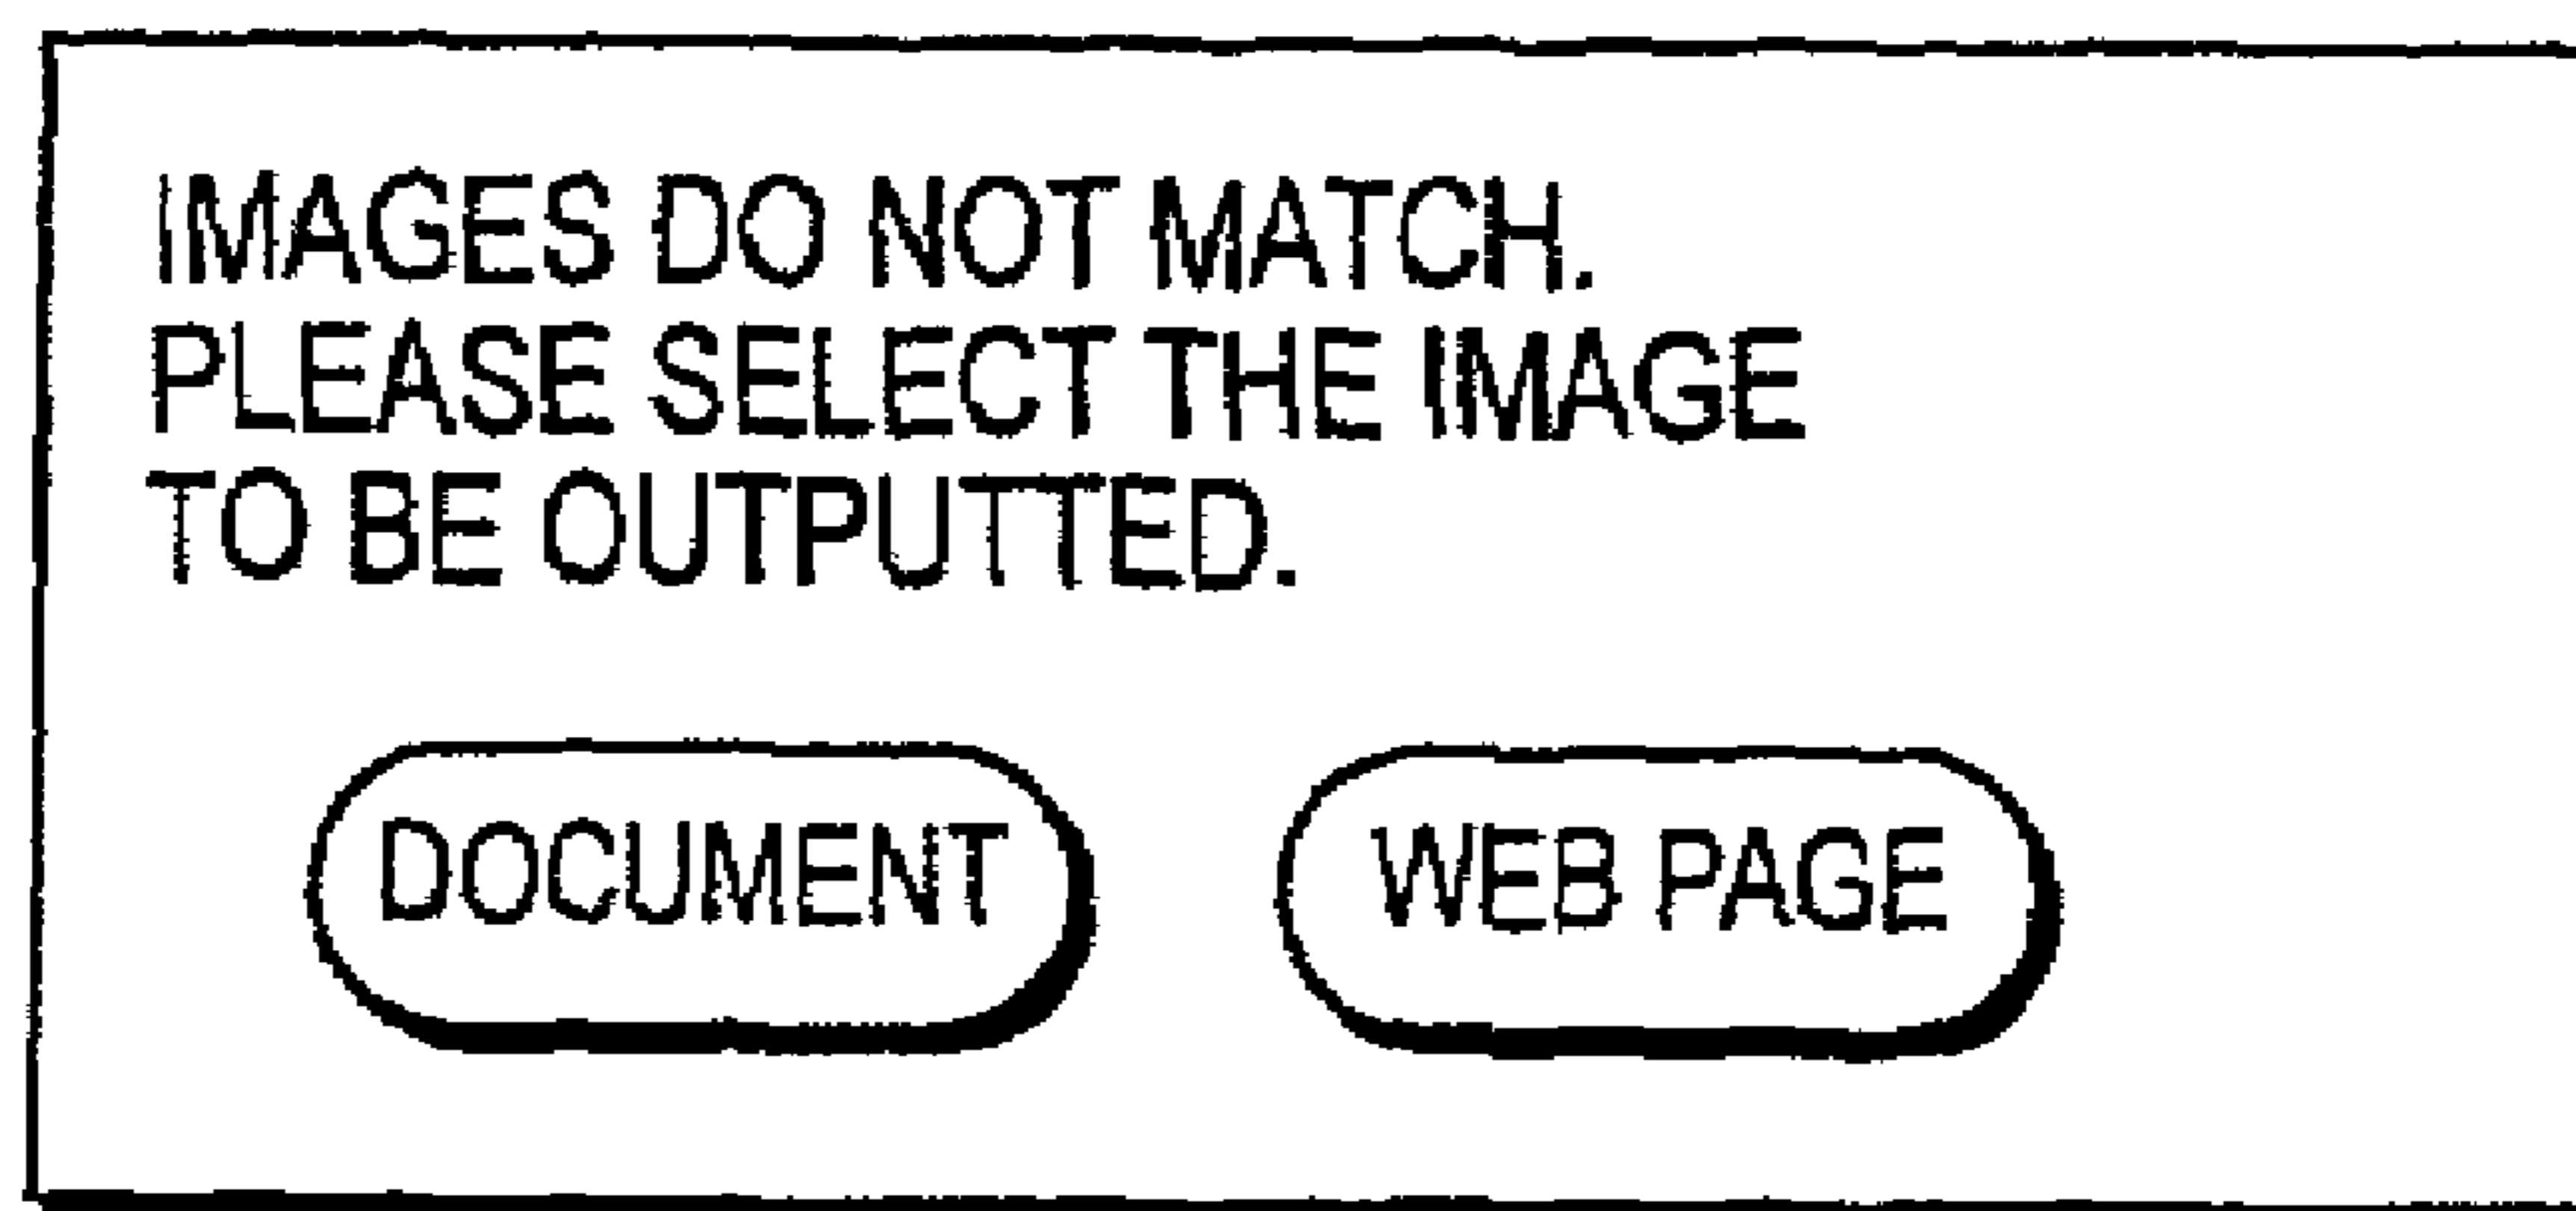 IMAGES DO NOT MATCH.
PLEASE SELECT THE IMAGE
TO BE OUTPUTTED.
DOCUMENT
WEB PAGE